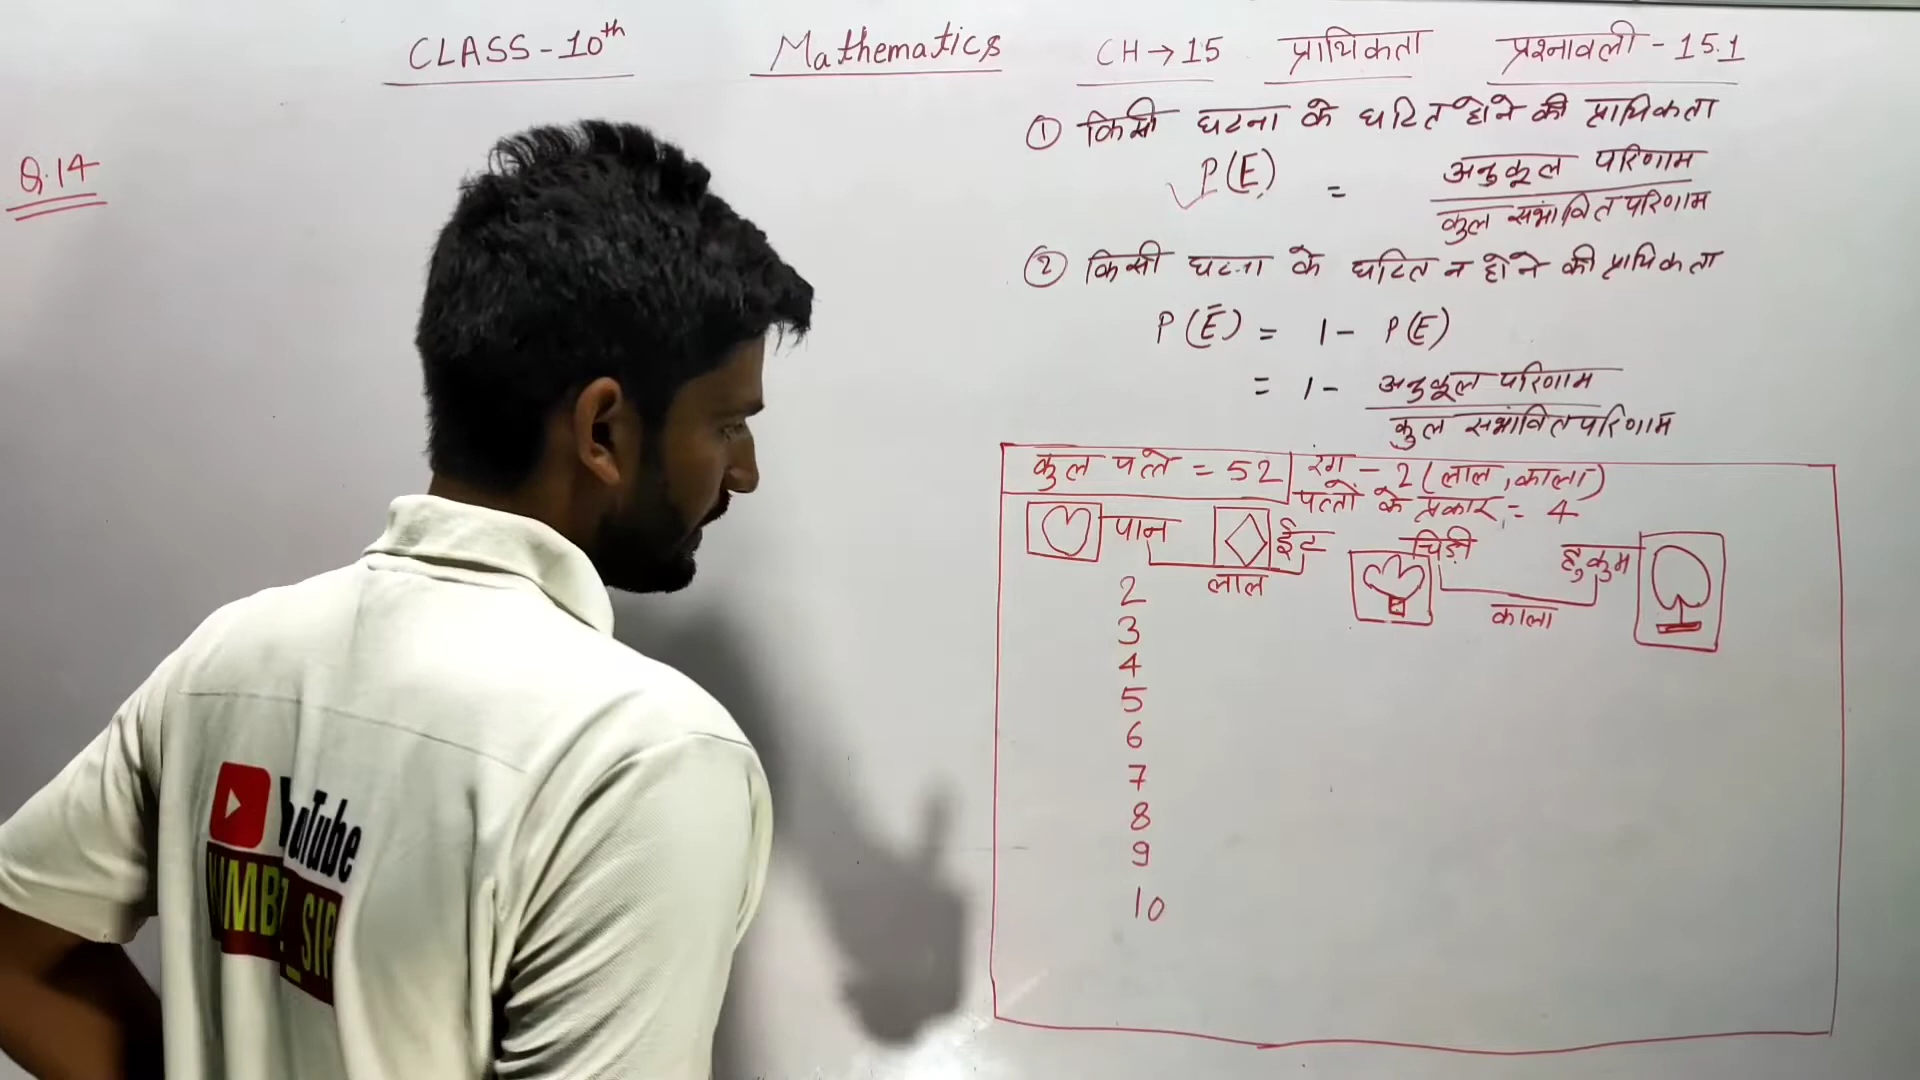 CLASS-10th Mathematics CH→15 प्रायिकता प्रश्नावली-15.1
Q.14
① किसी घटना के घटित होने की प्रायिकता
P(E) = अनुकूल परिणाम
कुल संभावित परिणाम
② किसी घटना के घटित न होने की प्रायिकता
P(Ē) = 1- P(E)
= 1- अनुकूल परिणाम
कुल संभावित परिणाम
कुल पत्ते = 52
रंग - 2 (लाल, काला)
पत्तों के प्रकार = 4
पान ईंट चिड़ी हुकुम
लाल काला
2
3
4
5
6
7
8
9
10
YouTube
SIR